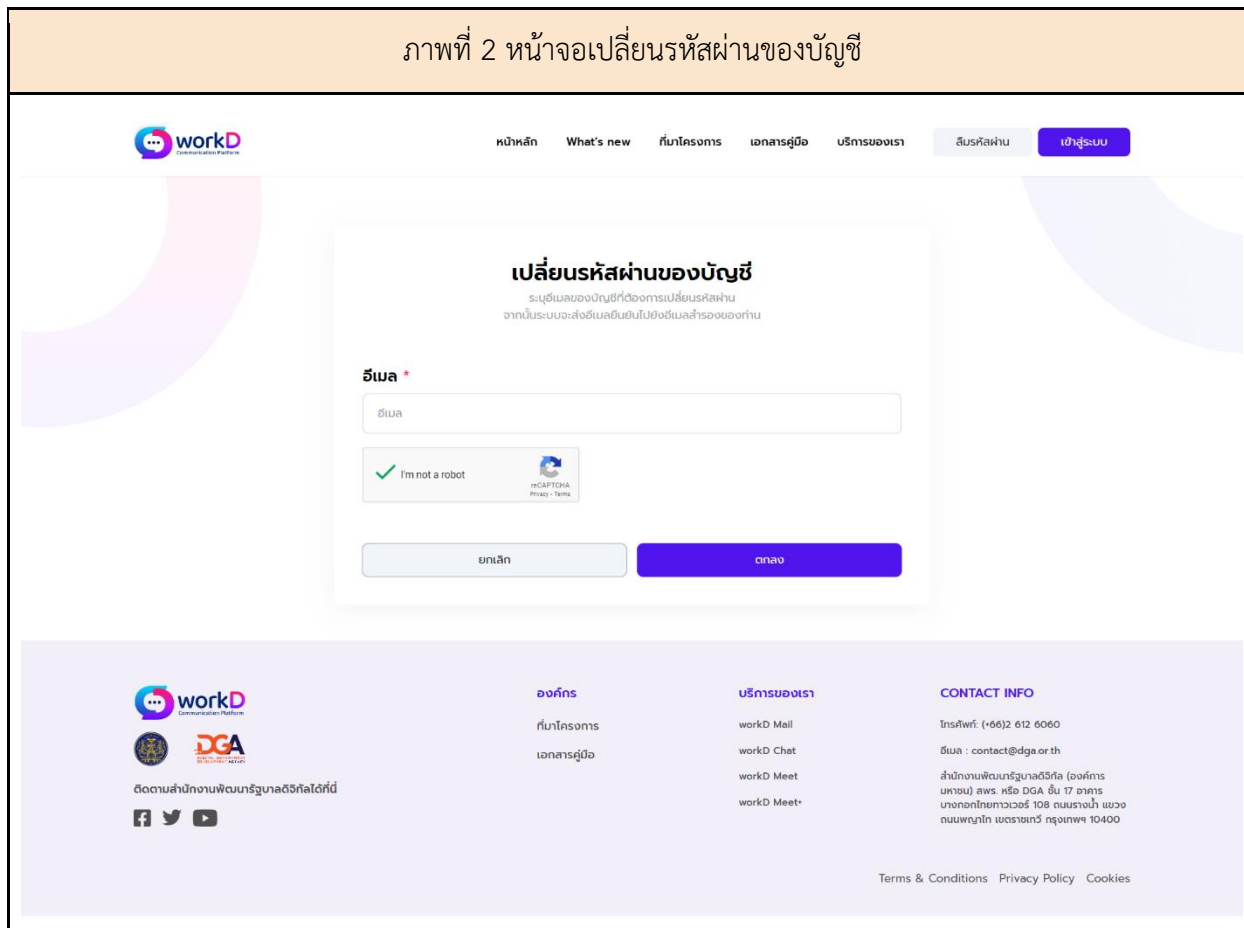 ภาพที่ 2 หน้าจอเปลี่ยนรหัสผ่านของบัญชี
workD
Communication Platform
หน้าหลัก What's new ที่มาโครงการ เอกสารคู่มือ บริการของเรา ลืมรหัสผ่าน เข้าสู่ระบบ
เปลี่ยนรหัสผ่านของบัญชี
ระบุอีเมลของบัญชีที่ต้องการเปลี่ยนรหัสผ่าน
จากนั้นระบบจะส่งอีเมลยืนยันไปยังอีเมลสำรองของท่าน
อีเมล *
อีเมล
I'm not a robot
reCAPTCHA
Privacy - Terms
ยกเลิก ตกลง
workD
Communication Platform
DGA
DIGITAL GOVERNMENT
DEVELOPMENT AGENCY
ติดตามสำนักงานพัฒนารัฐบาลดิจิทัลได้ที่นี่
องค์กร
ที่มาโครงการ
เอกสารคู่มือ
บริการของเรา
workD Mail
workD Chat
workD Meet
workD Meet+
CONTACT INFO
โทรศัพท์: (+66)2 612 6060
อีเมล : contact@dga.or.th
สำนักงานพัฒนารัฐบาลดิจิทัล (องค์การ
มหาชน) สพร. หรือ DGA ชั้น 17 อาคาร
บางกอกไทยทาวเวอร์ 108 ถนนรางน้ำ แขวง
ถนนพญาไท เขตราชเทวี กรุงเทพฯ 10400
Terms & Conditions Privacy Policy Cookies